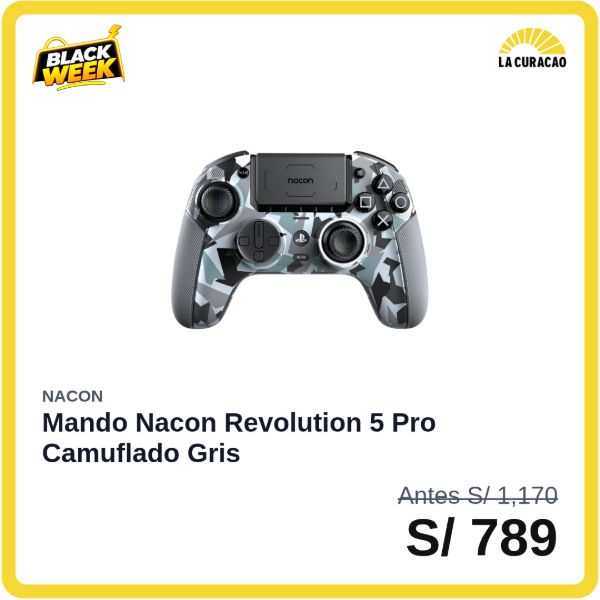 BLACK
WEEK
LA CURACAO
nacon
NACON
Mando Nacon Revolution 5 Pro
Camuflado Gris
Antes S/ 1,170
S/ 789